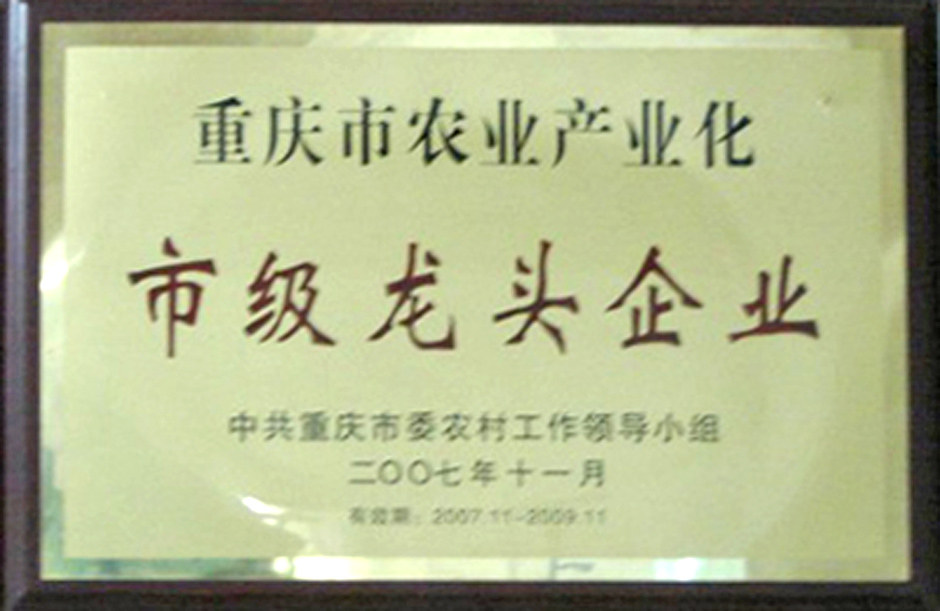 重庆市农业产业化
市级龙头企业
中共重庆市委农村工作领导小组
二〇〇七年十一月
有效期：2007.11-2009.11